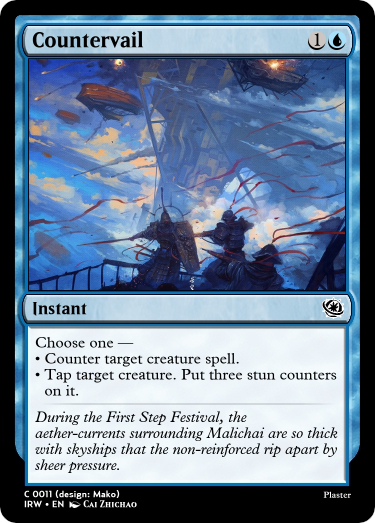 Countervail 1
Instant
Choose one —
• Counter target creature spell.
• Tap target creature. Put three stun counters
on it.
During the First Step Festival, the
aether-currents surrounding Malichai are so thick
with skyships that the non-reinforced rip apart by
sheer pressure.
C 0011 (design: Mako)
Plaster
IRW • EN Cai Zhichao